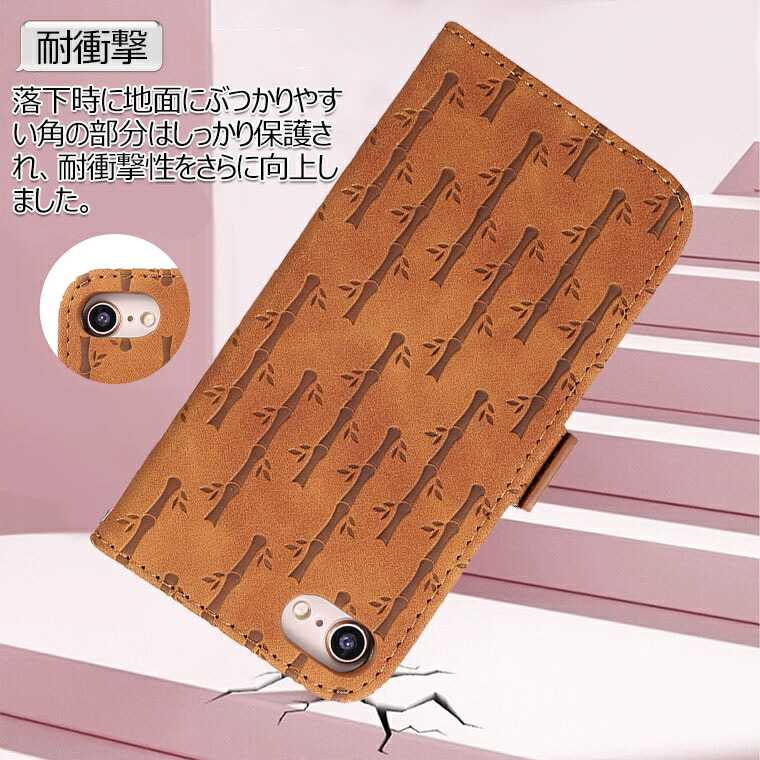 耐衝撃
落下時に地面にぶつかりやす
い角の部分はしっかり保護さ
れ、耐衝撃性をさらに向上し
ました。